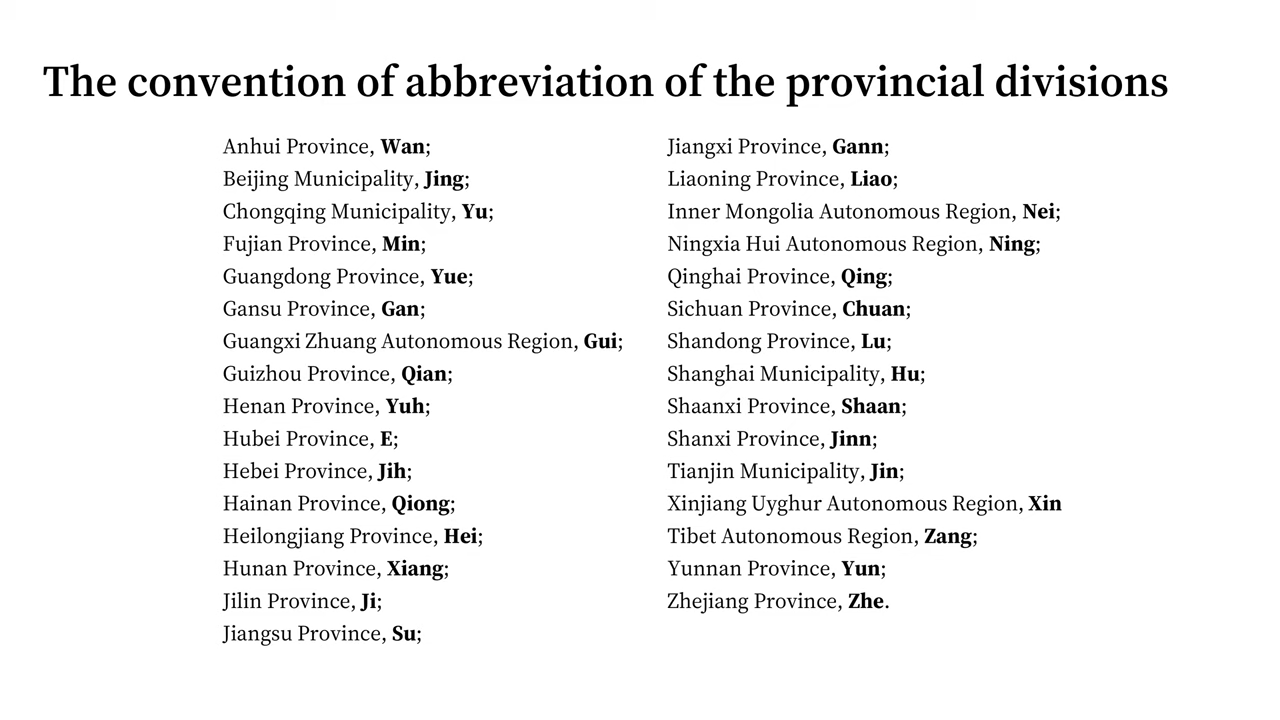 The convention of abbreviation of the provincial divisions
Anhui Province, Wan;
Beijing Municipality, Jing;
Chongqing Municipality, Yu;
Fujian Province, Min;
Guangdong Province, Yue;
Gansu Province, Gan;
Guangxi Zhuang Autonomous Region, Gui;
Guizhou Province, Qian;
Henan Province, Yuh;
Hubei Province, E;
Hebei Province, Jih;
Hainan Province, Qiong;
Heilongjiang Province, Hei;
Hunan Province, Xiang;
Jilin Province, Ji;
Jiangsu Province, Su;
Jiangxi Province, Gann;
Liaoning Province, Liao;
Inner Mongolia Autonomous Region, Nei;
Ningxia Hui Autonomous Region, Ning;
Qinghai Province, Qing;
Sichuan Province, Chuan;
Shandong Province, Lu;
Shanghai Municipality, Hu;
Shaanxi Province, Shaan;
Shanxi Province, Jinn;
Tianjin Municipality, Jin;
Xinjiang Uyghur Autonomous Region, Xin
Tibet Autonomous Region, Zang;
Yunnan Province, Yun;
Zhejiang Province, Zhe.